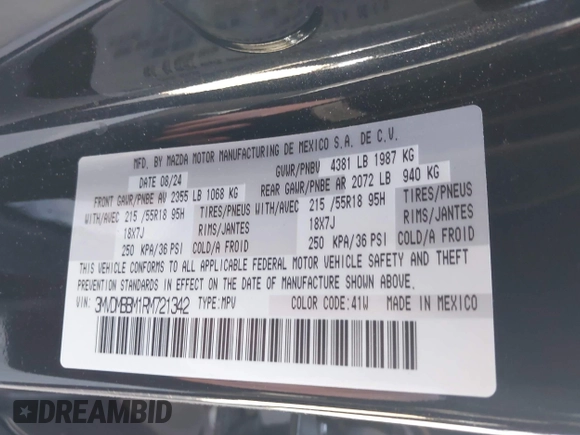 MFD. BY MAZDA MOTOR MANUFACTURING DE MEXICO S.A. DE C.V.
DATE 08/24 GVWR/PNBV 4381 LB 1987 KG
FRONT GAWR/PNBE AV 2355 LB 1068 KG REAR GAWR/PNBE AR 2072 LB 940 KG
WITH/AVEC 215 /55R18 95H TIRES/PNEUS WITH/AVEC 215 /55R18 95H TIRES/PNEUS
18X7J RIMS/JANTES 18X7J RIMS/JANTES
250 KPA/36 PSI COLD/A FROID 250 KPA/36 PSI COLD/A FROID
THIS VEHICLE CONFORMS TO ALL APPLICABLE FEDERAL MOTOR VEHICLE SAFETY AND THEFT
PREVENTION STANDARDS IN EFFECT ON THE DATE OF MANUFACTURE SHOWN ABOVE.
3MVDMBBM1RM721342 TYPE:MPV COLOR CODE:41W MADE IN MEXICO
DREAMBID